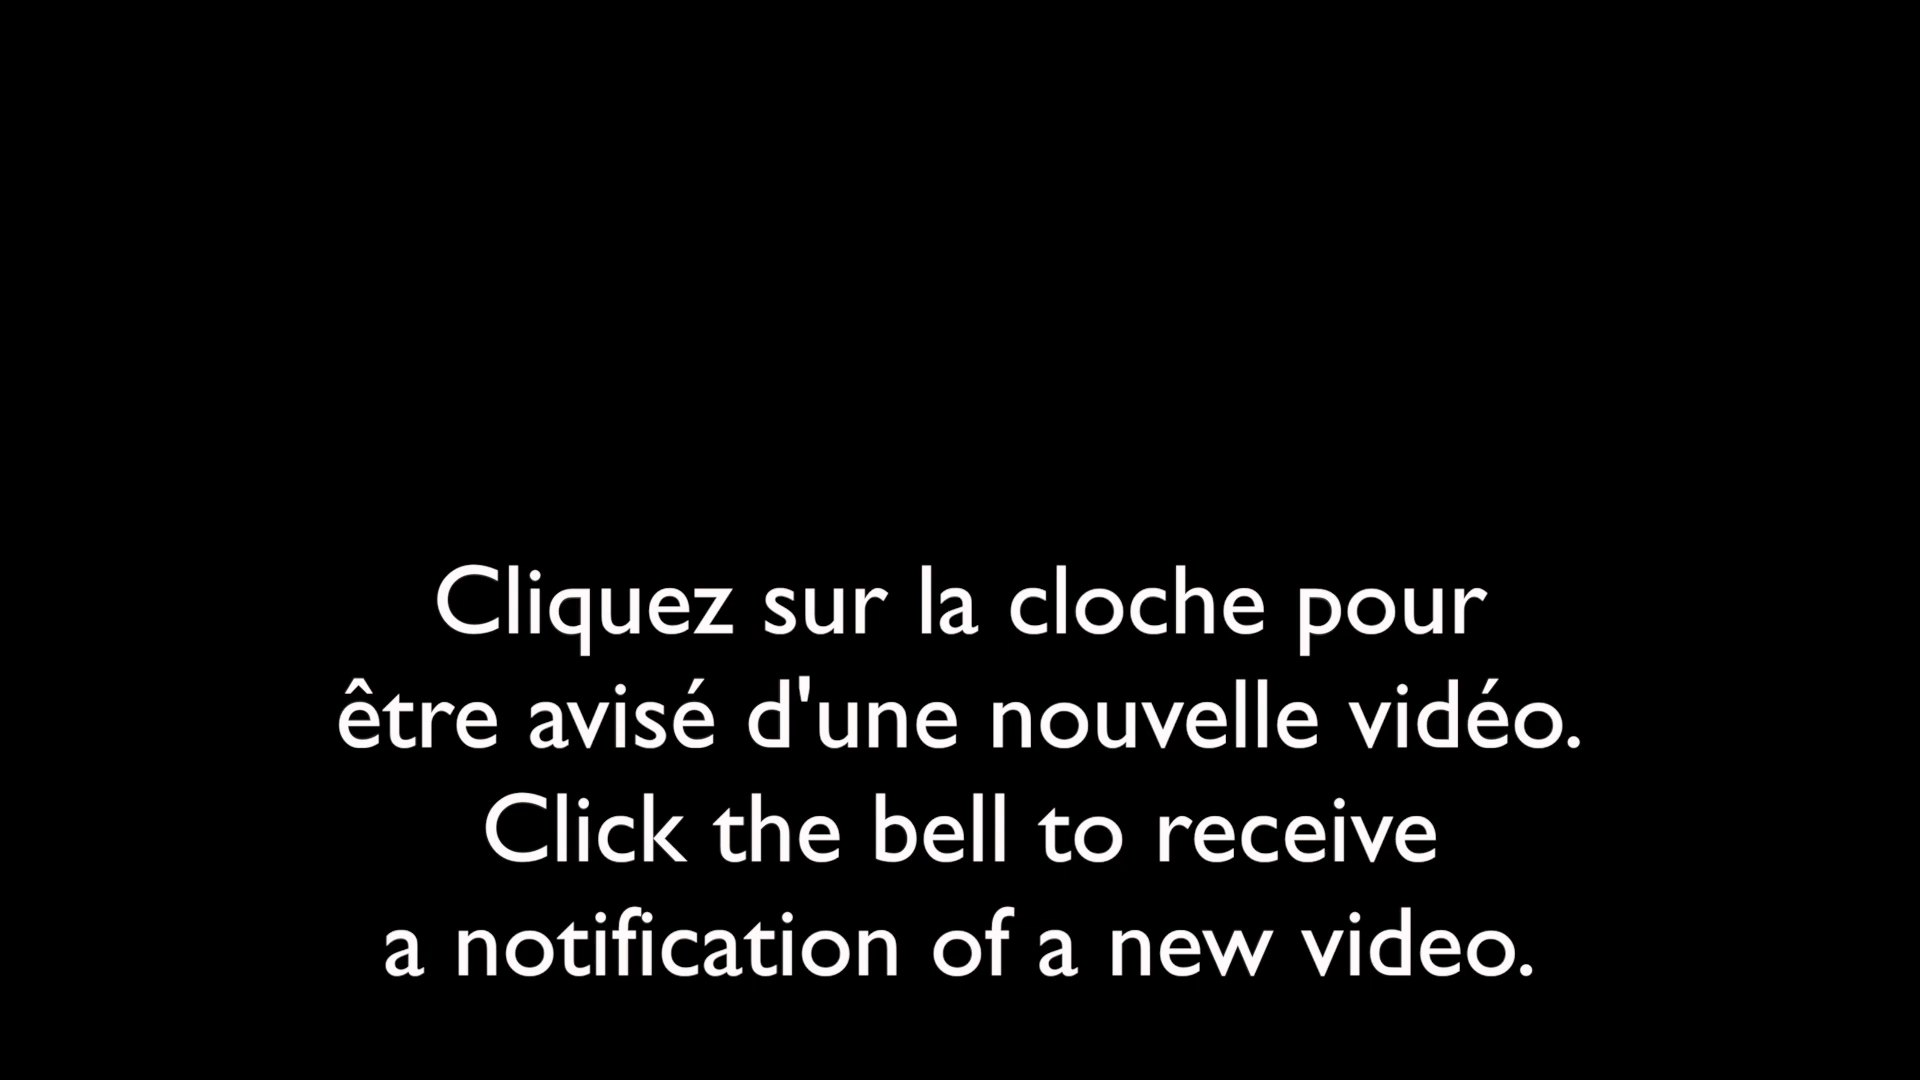 Cliquez sur la cloche pour
être avisé d'une nouvelle vidéo.
Click the bell to receive
a notification of a new video.